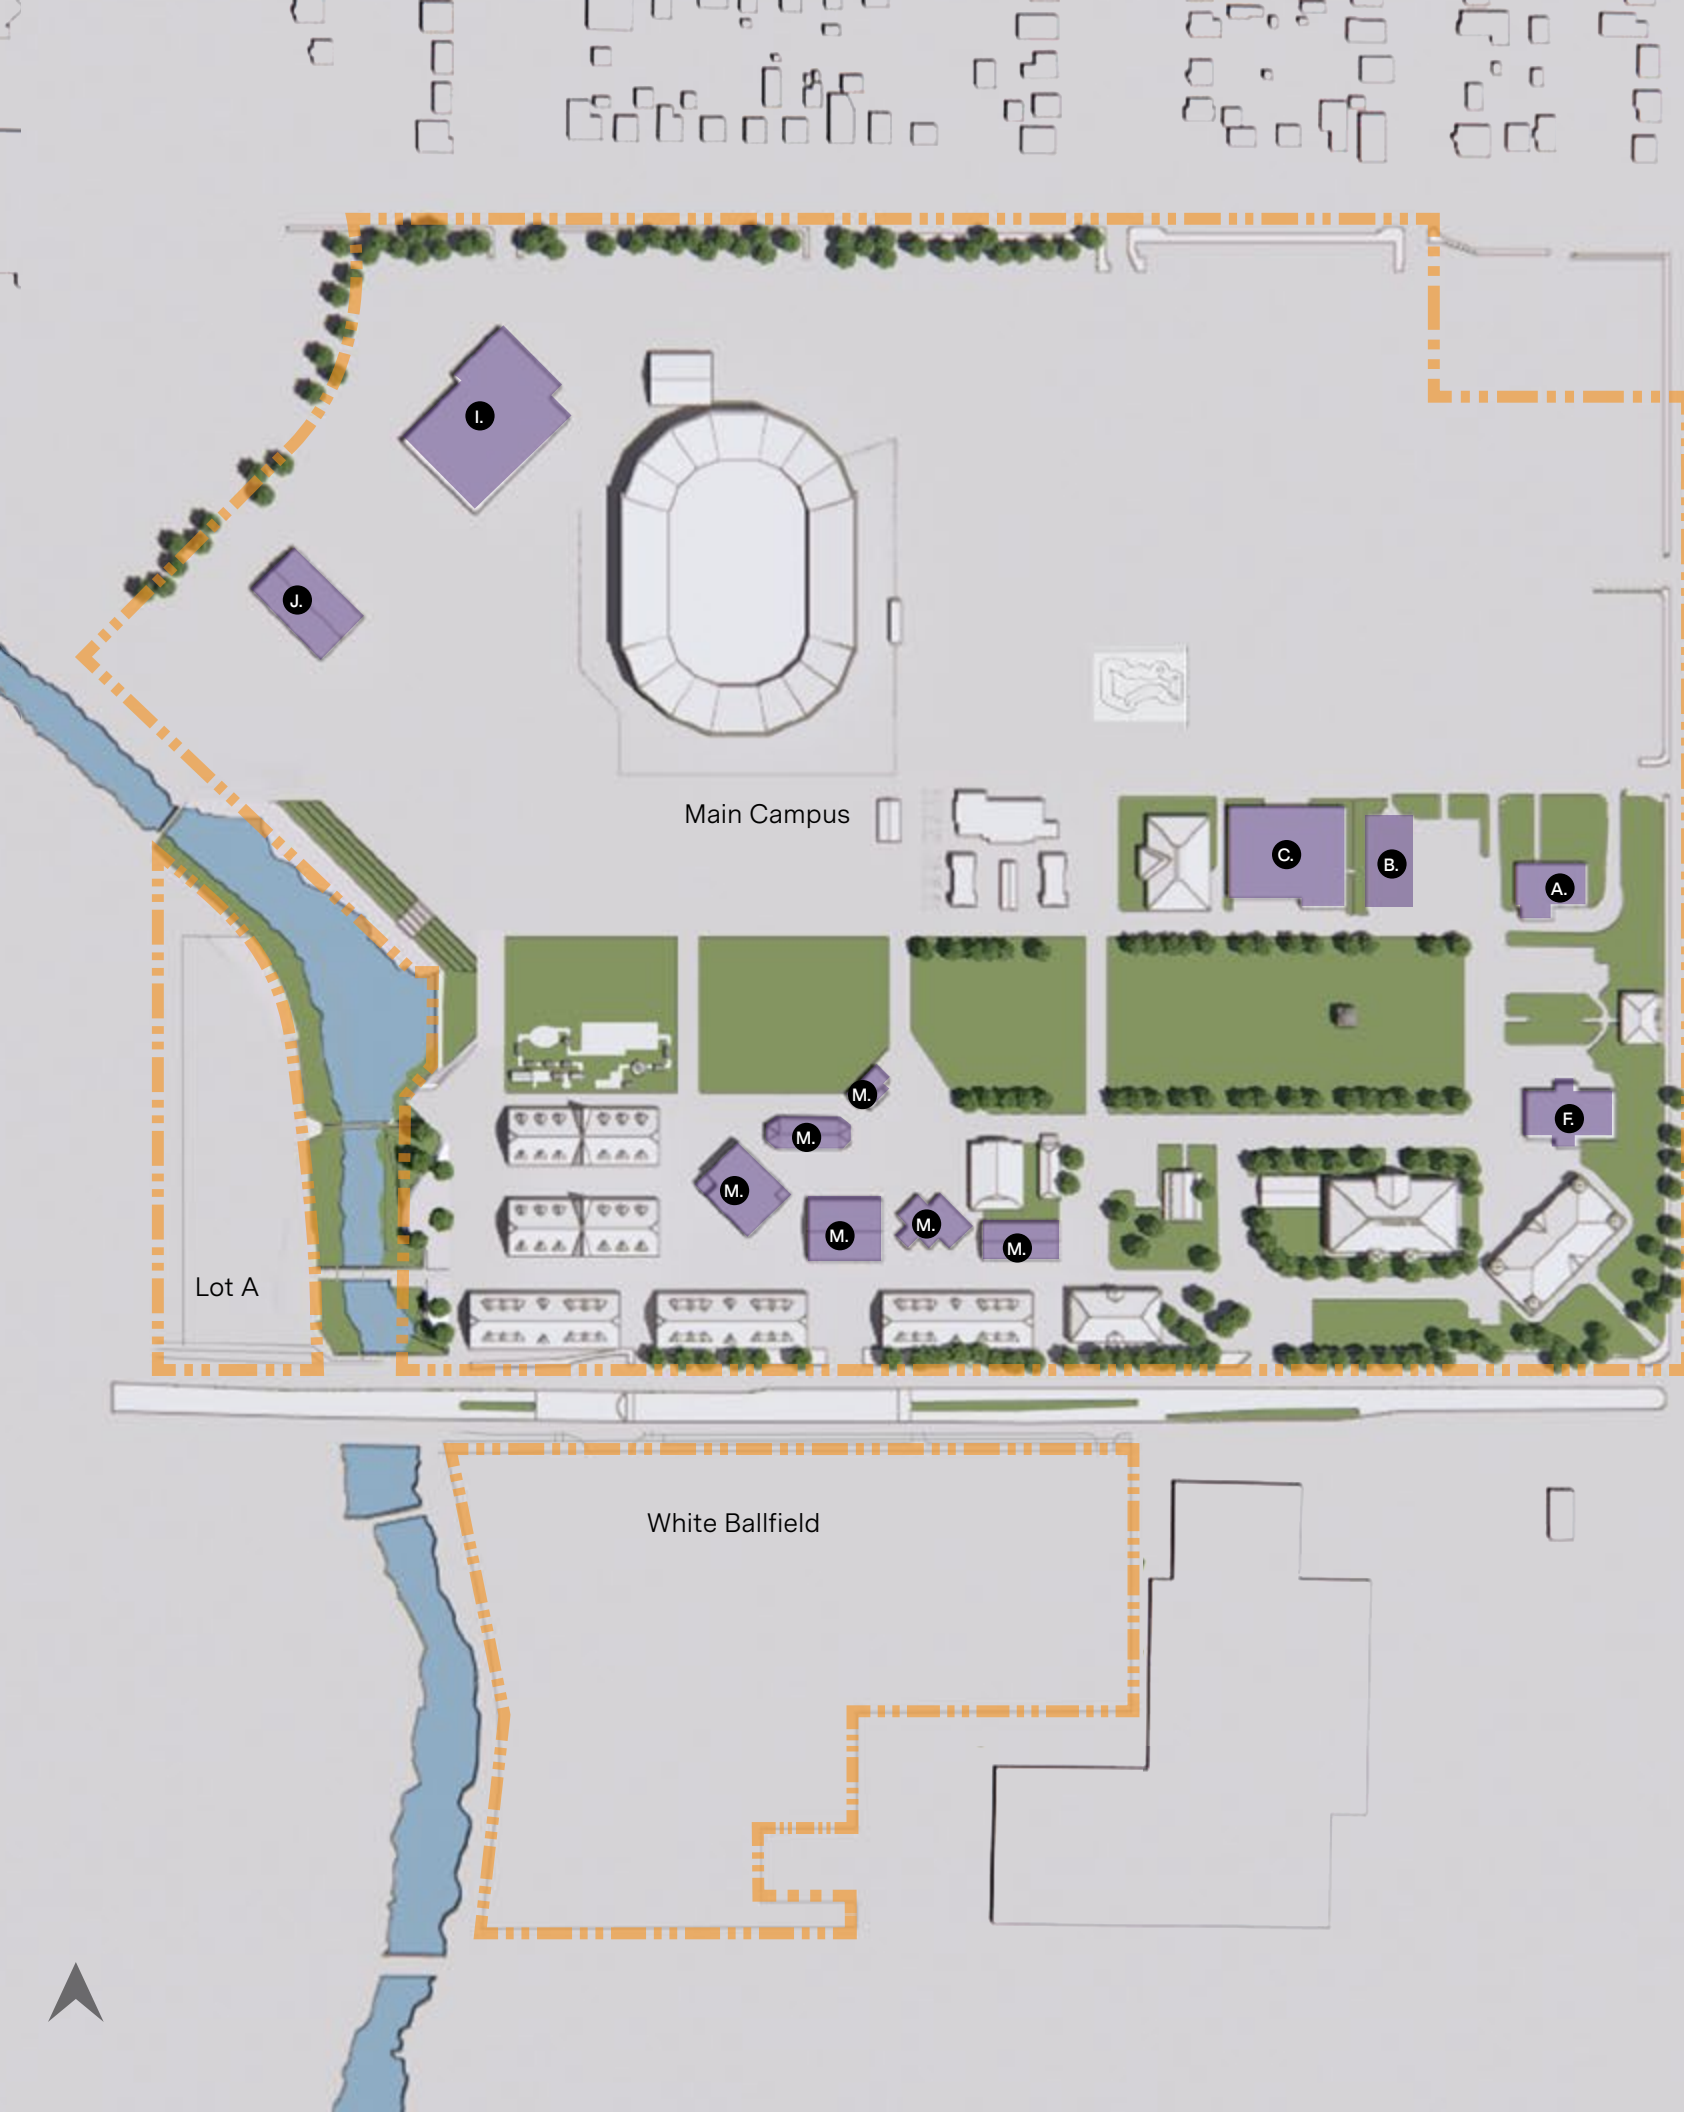 I.
J.
Main Campus
C.
B.
A.
M.
F.
M.
M.
M.
M.
M.
Lot A
White Ballfield